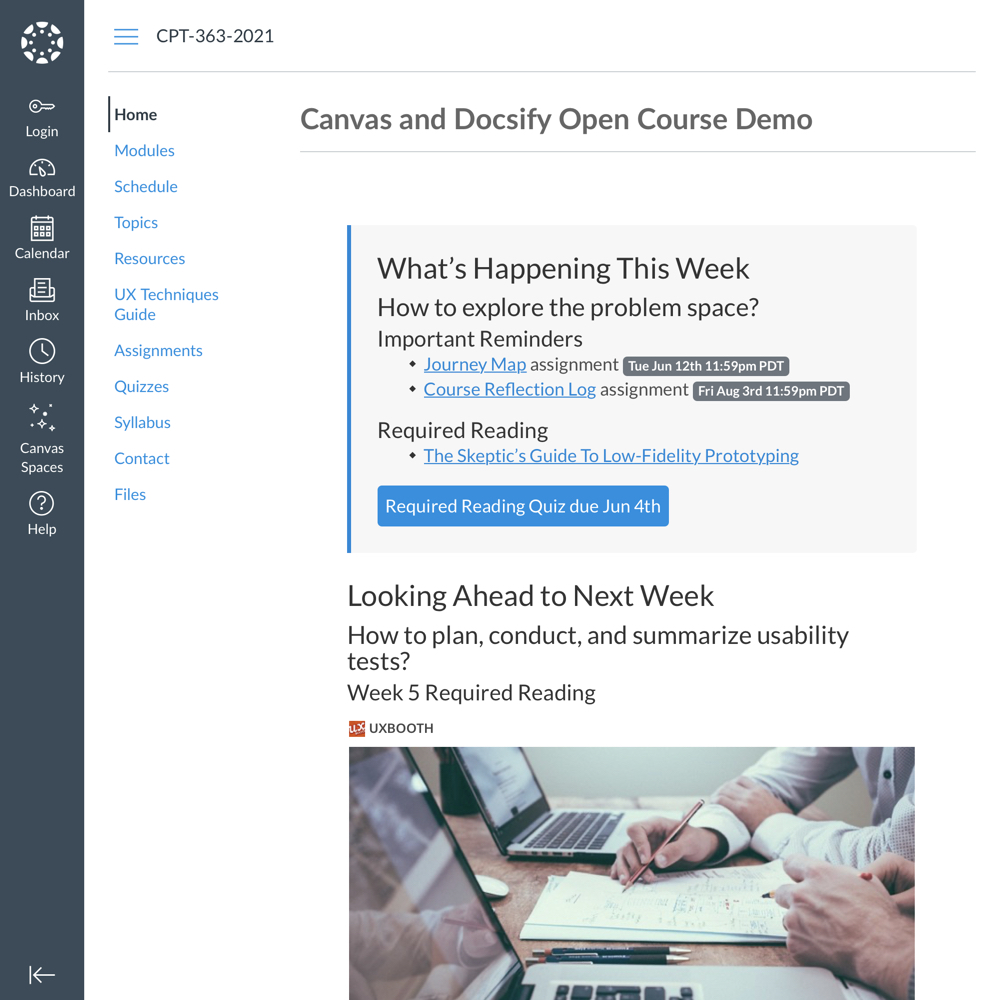 CPT-363-2021
Login
Dashboard
Calendar
Inbox
History
Canvas
Spaces
Help
Home
Modules
Schedule
Topics
Resources
UX Techniques
Guide
Assignments
Quizzes
Syllabus
Contact
Files
Canvas and Docsify Open Course Demo
What’s Happening This Week
How to explore the problem space?
Important Reminders
Journey Map assignment Tue Jun 12th 11:59pm PDT
Course Reflection Log assignment Fri Aug 3rd 11:59pm PDT
Required Reading
The Skeptic’s Guide To Low-Fidelity Prototyping
Required Reading Quiz due Jun 4th
Looking Ahead to Next Week
How to plan, conduct, and summarize usability
tests?
Week 5 Required Reading
UX UXBOOTH